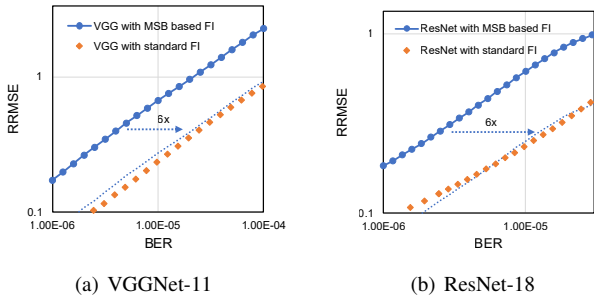 VGG with MSB based FI
VGG with standard FI
1
0.1
RRMSE
6x
1.00E-06
1.00E-05
1.00E-04
BER
(a) VGGNet-11
ResNet with MSB based FI
ResNet with standard FI
1
0.1
RRMSE
6x
1.00E-06
1.00E-05
BER
(b) ResNet-18